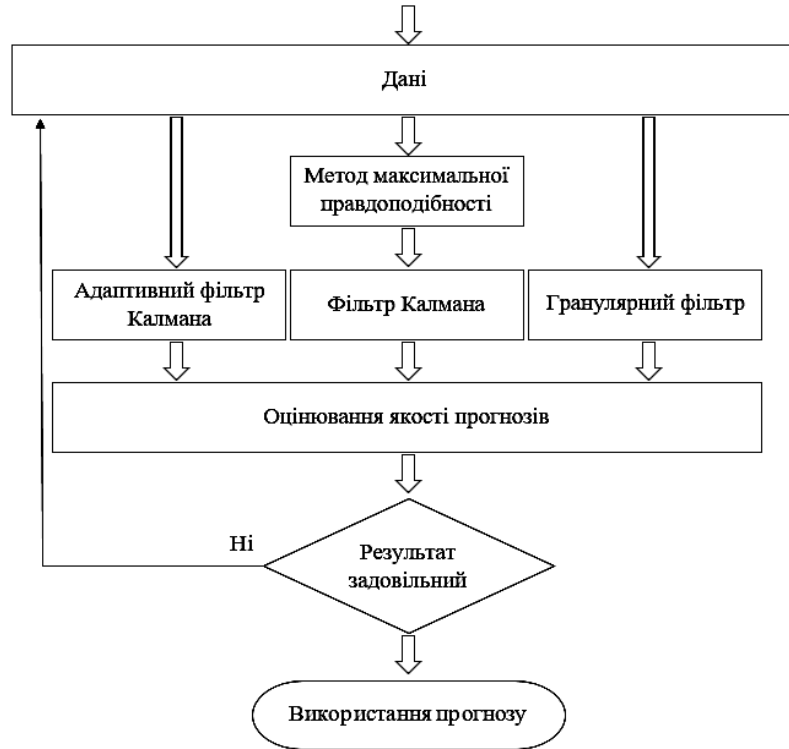 Дані
Метод максимальної
правдоподібності
Адаптивний фільтр
Калмана
Фільтр Калмана
Гранулярний фільтр
Оцінювання якості прогнозів
Ні
Результат
задовільний
Використання прогнозу